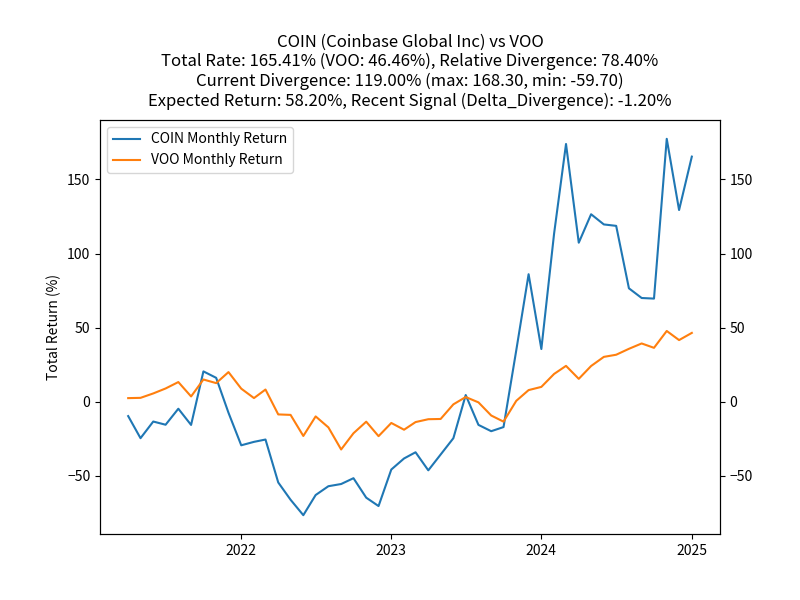 COIN (Coinbase Global Inc) vs VOO
Total Rate: 165.41% (VOO: 46.46%), Relative Divergence: 78.40%
Current Divergence: 119.00% (max: 168.30, min: -59.70)
Expected Return: 58.20%, Recent Signal (Delta_Divergence): -1.20%
COIN Monthly Return
VOO Monthly Return
150 150
100 100
50 50
0 0
−50 −50
Total Return (%)
2022 2023 2024 2025